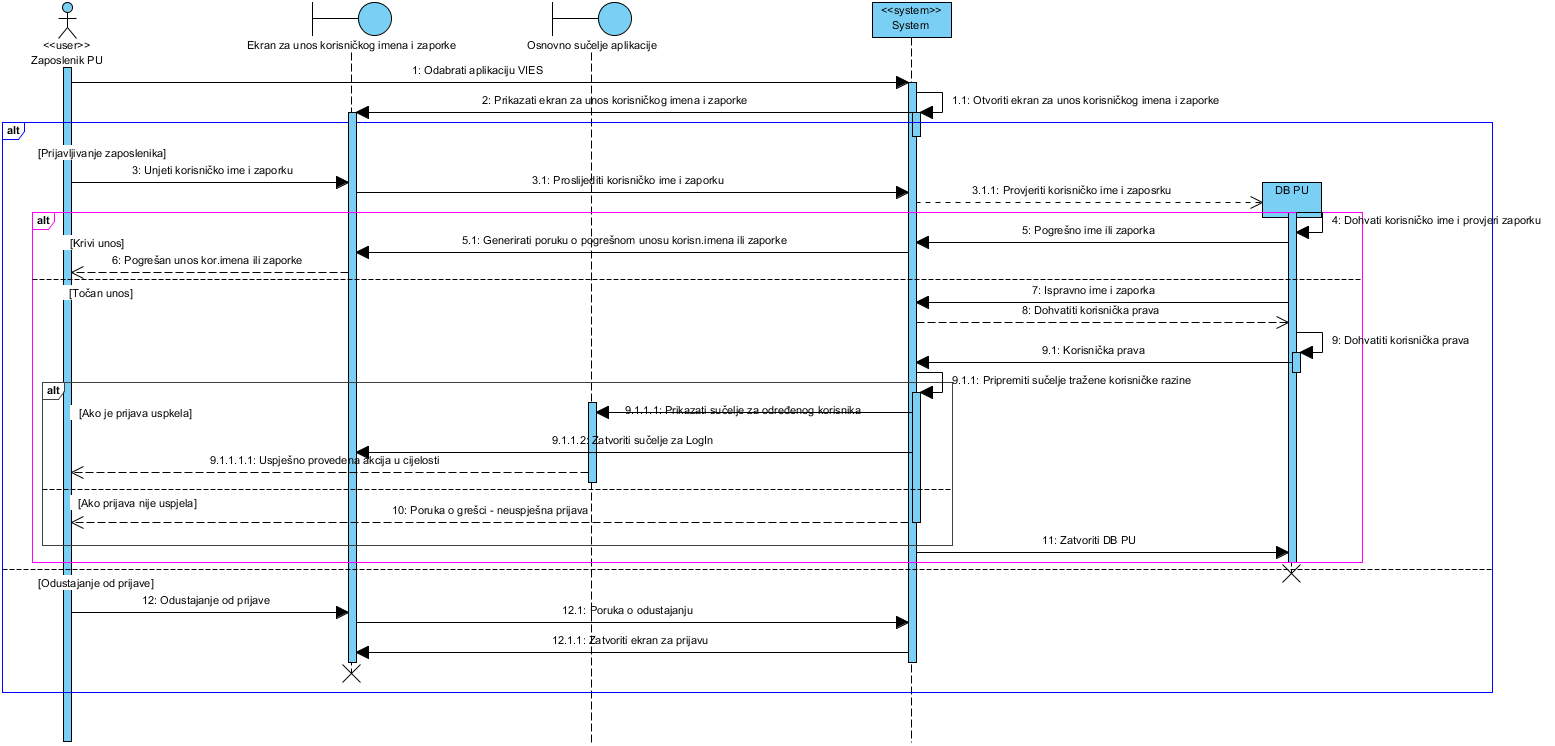 <<user>>
Zaposlenik PU
Ekran za unos korisničkog imena i zaporke
Osnovno sučelje aplikacije
<<system>>
System
1: Odabrati aplikaciju VIES
2: Prikazati ekran za unos korisničkog imena i zaporke
1.1: Otvoriti ekran za unos korisničkog imena i zaporke
alt
[Prijavljivanje zaposlenika]
3: Unjeti korisničko ime i zaporku
3.1: Proslijediti korisničko ime i zaporku
3.1.1: Provjeriti korisničko ime i zaposrku
DB PU
alt
4: Dohvati korisničko ime i provjeri zaporku
[Krivi unos]
5.1: Generirati poruku o pogrešnom unosu korisn.imena ili zaporke
5: Pogrešno ime ili zaporka
6: Pogrešan unos kor.imena ili zaporke
[Točan unos]
7: Ispravno ime i zaporka
8: Dohvatiti korisnička prava
9: Dohvatiti korisnička prava
9.1: Korisnička prava
alt
9.1.1: Pripremiti sučelje tražene korisničke razine
[Ako je prijava uspkela]
9.1.1.1: Prikazati sučelje za određenog korisnika
9.1.1.2: Zatvoriti sučelje za LogIn
9.1.1.1.1: Uspješno provedena akcija u cijelosti
[Ako prijava nije uspjela]
10: Poruka o grešci - neuspješna prijava
11: Zatvoriti DB PU
[Odustajanje od prijave]
12: Odustajanje od prijave
12.1: Poruka o odustajanju
12.1.1: Zatvoriti ekran za prijavu